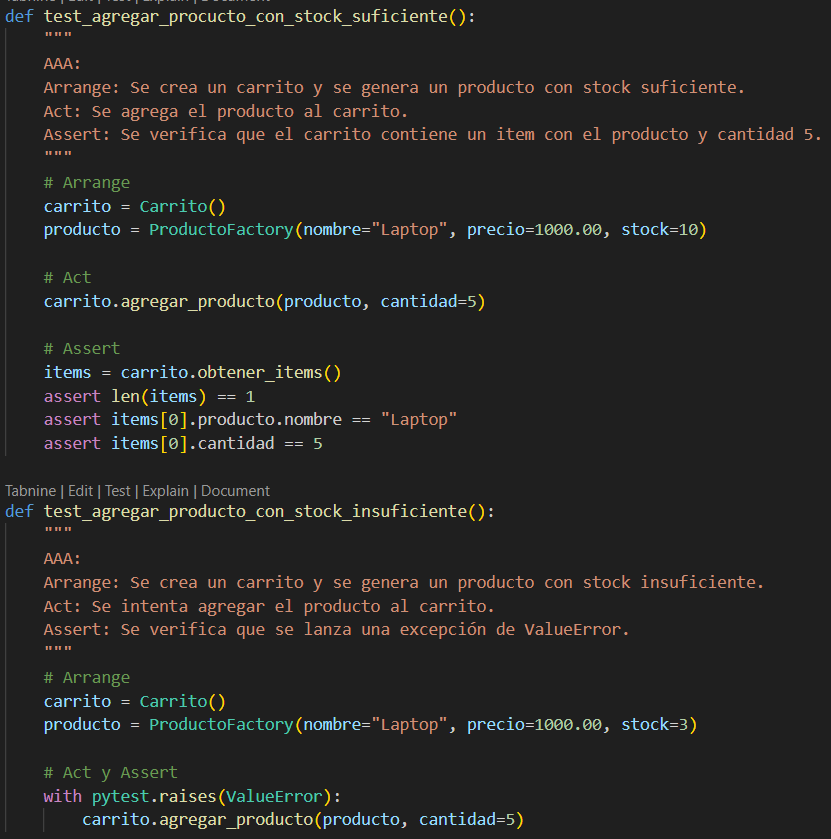 Tabnine | Edit | Test | Explain | Document
def test_agregar_procucto_con_stock_suficiente():
    """
    AAA:
    Arrange: Se crea un carrito y se genera un producto con stock suficiente.
    Act: Se agrega el producto al carrito.
    Assert: Se verifica que el carrito contiene un item con el producto y cantidad 5.
    """
    # Arrange
    carrito = Carrito()
    producto = ProductoFactory(nombre="Laptop", precio=1000.00, stock=10)

    # Act
    carrito.agregar_producto(producto, cantidad=5)

    # Assert
    items = carrito.obtener_items()
    assert len(items) == 1
    assert items[0].producto.nombre == "Laptop"
    assert items[0].cantidad == 5

Tabnine | Edit | Test | Explain | Document
def test_agregar_producto_con_stock_insuficiente():
    """
    AAA:
    Arrange: Se crea un carrito y se genera un producto con stock insuficiente.
    Act: Se intenta agregar el producto al carrito.
    Assert: Se verifica que se lanza una excepción de ValueError.
    """
    # Arrange
    carrito = Carrito()
    producto = ProductoFactory(nombre="Laptop", precio=1000.00, stock=3)

    # Act y Assert
    with pytest.raises(ValueError):
        carrito.agregar_producto(producto, cantidad=5)